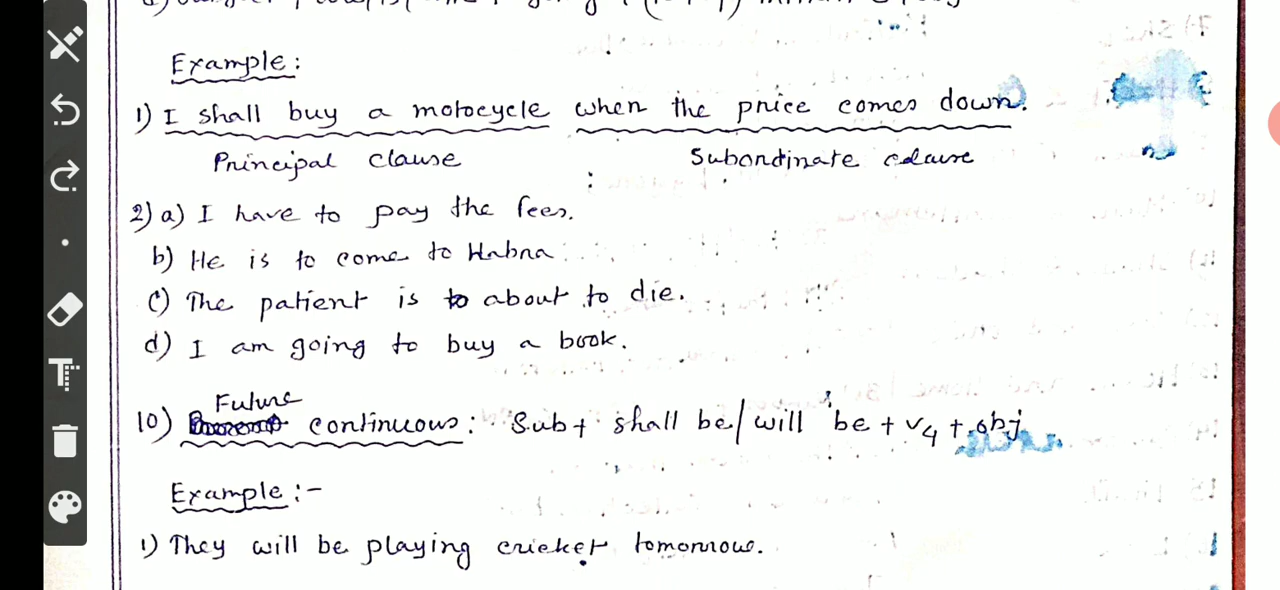 Example:
1) I shall buy a motocycle when the price comes down.
Principal clause Subordinate clause
2) a) I have to pay the fees.
b) He is to come to Habra
c) The patient is about to die.
d) I am going to buy a book.
Future
10) continuous: Sub + shall be/will be + v4 + obj
Example :-
1) They will be playing cricket tomorrow.